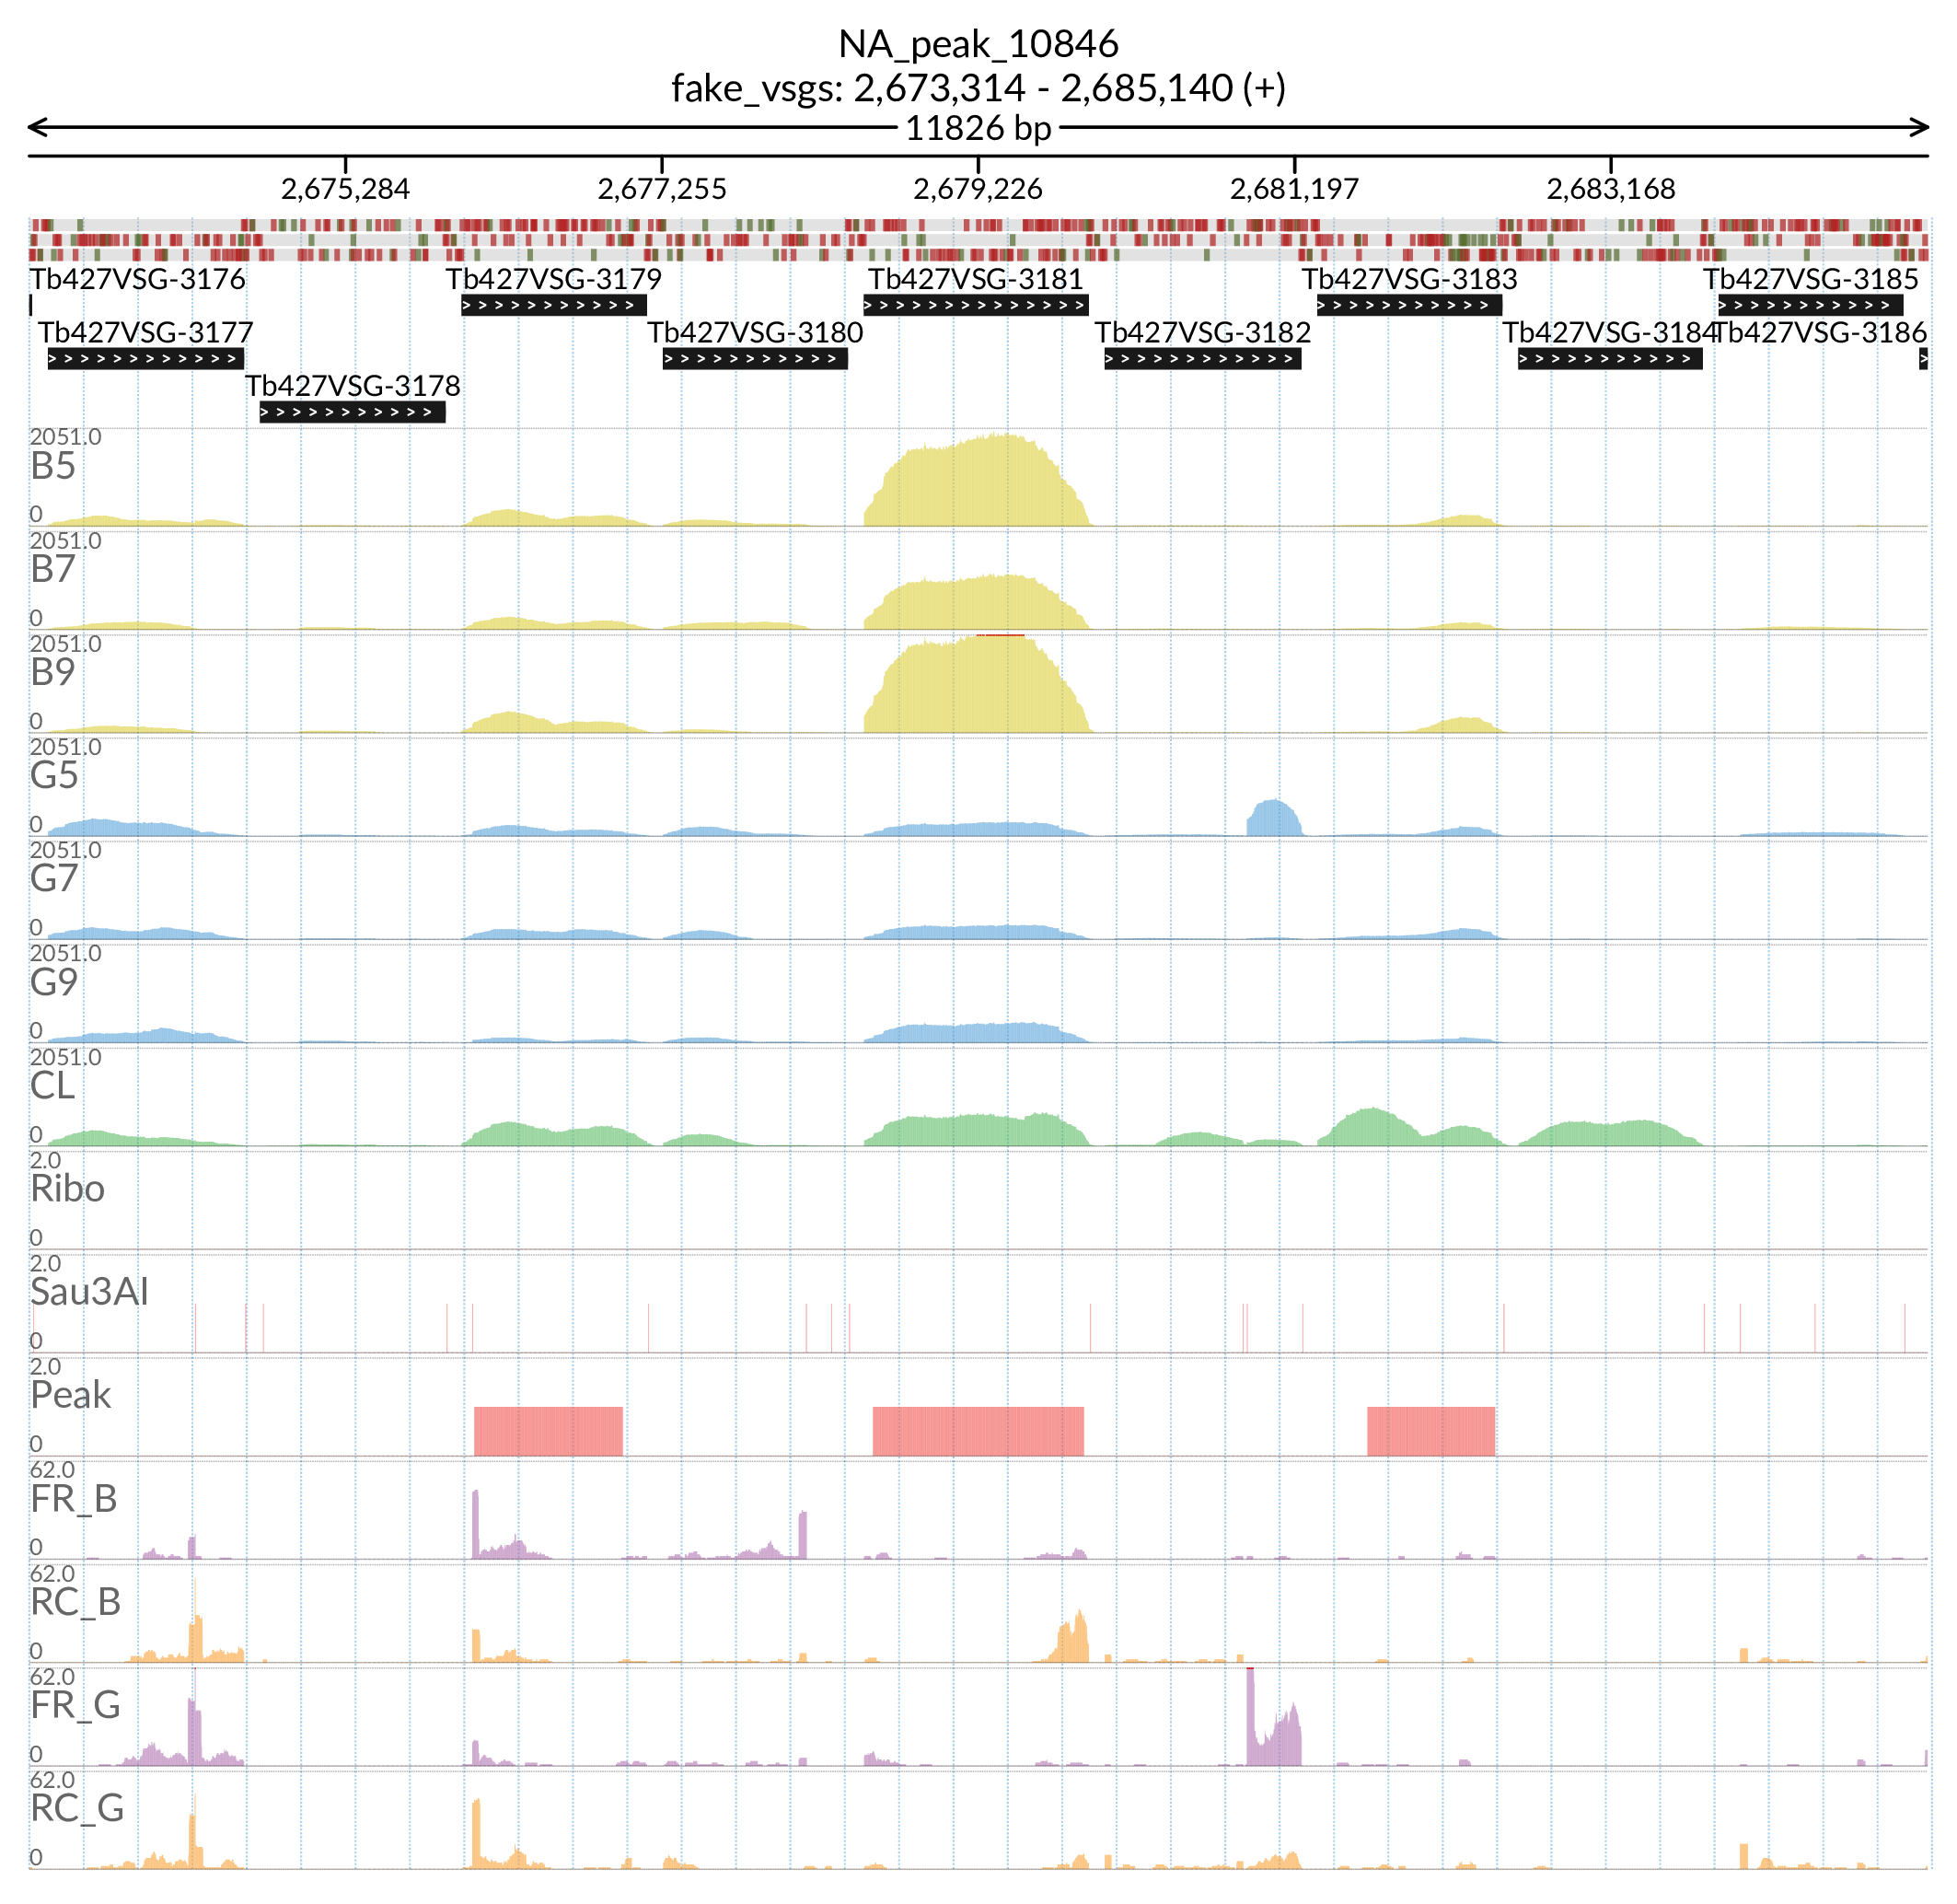 NA_peak_10846
fake_vsgs: 2,673,314 - 2,685,140 (+)
11826 bp
2,675,284 2,677,255 2,679,226 2,681,197 2,683,168
Tb427VSG-3176 Tb427VSG-3179 Tb427VSG-3181 Tb427VSG-3183 Tb427VSG-3185
Tb427VSG-3177 Tb427VSG-3180 Tb427VSG-3182 Tb427VSG-3184 Tb427VSG-3186
Tb427VSG-3178
2051.0
B5
0
2051.0
B7
0
2051.0
B9
0
2051.0
G5
0
2051.0
G7
0
2051.0
G9
0
2051.0
CL
0
2.0
Ribo
0
2.0
Sau3AI
0
2.0
Peak
0
62.0
FR_B
0
62.0
RC_B
0
62.0
FR_G
0
62.0
RC_G
0